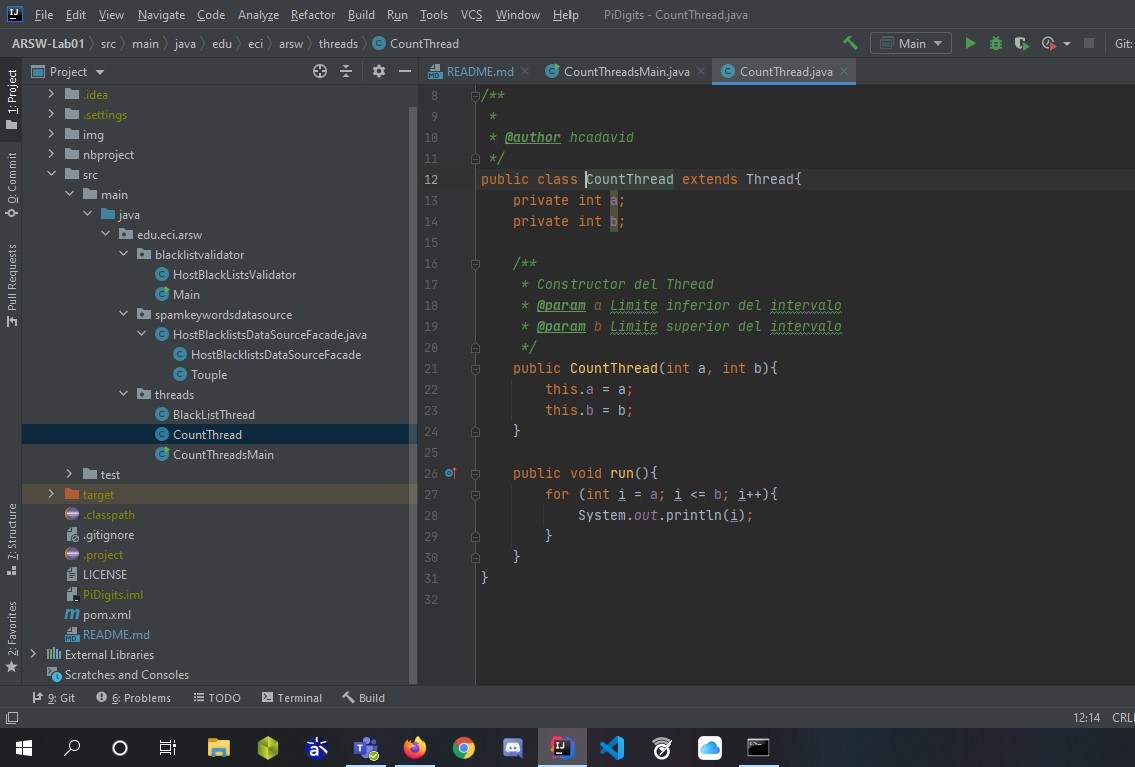 File Edit View Navigate Code Analyze Refactor Build Run Tools VCS Window Help PiDigits - CountThread.java
ARSW-Lab01 src main java edu eci arsw threads CountThread Main Git:
Project README.md CountThreadsMain.java CountThread.java
1: Project
0: Commit
Pull Requests
7: Structure
2: Favorites
.idea
.settings
img
nbproject
src
main
java
edu.eci.arsw
blacklistvalidator
HostBlackListsValidator
Main
spamkeywordsdatasource
HostBlacklistsDataSourceFacade.java
HostBlacklistsDataSourceFacade
Touple
threads
BlackListThread
CountThread
CountThreadsMain
test
target
.classpath
.gitignore
.project
LICENSE
PiDigits.iml
pom.xml
README.md
External Libraries
Scratches and Consoles
8 /**
9 *
10 * @author hcadavid
11 */
12 public class CountThread extends Thread{
13 private int a;
14 private int b;
15
16 /**
17 * Constructor del Thread
18 * @param a Limite inferior del intervalo
19 * @param b Limite superior del intervalo
20 */
21 public CountThread(int a, int b){
22 this.a = a;
23 this.b = b;
24 }
25
26 public void run(){
27 for (int i = a; i <= b; i++){
28 System.out.println(i);
29 }
30 }
31 }
32
9: Git 6: Problems TODO Terminal Build
12:14 CRL